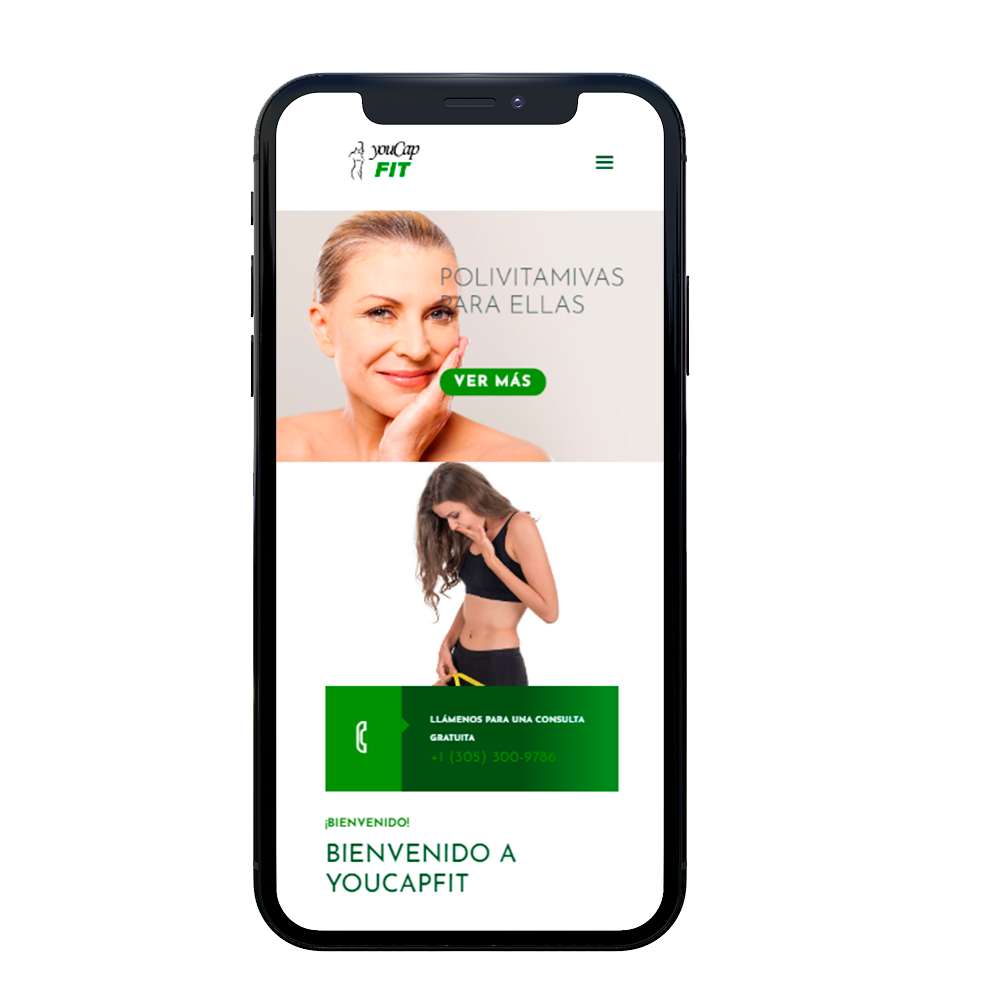 youCap
FIT
POLIVITAMIVAS
PARA ELLAS
VER MÁS
LLÁMENOS PARA UNA CONSULTA
GRATUITA
+1 (305) 300-9786
¡BIENVENIDO!
BIENVENIDO A
YOUCAPFIT